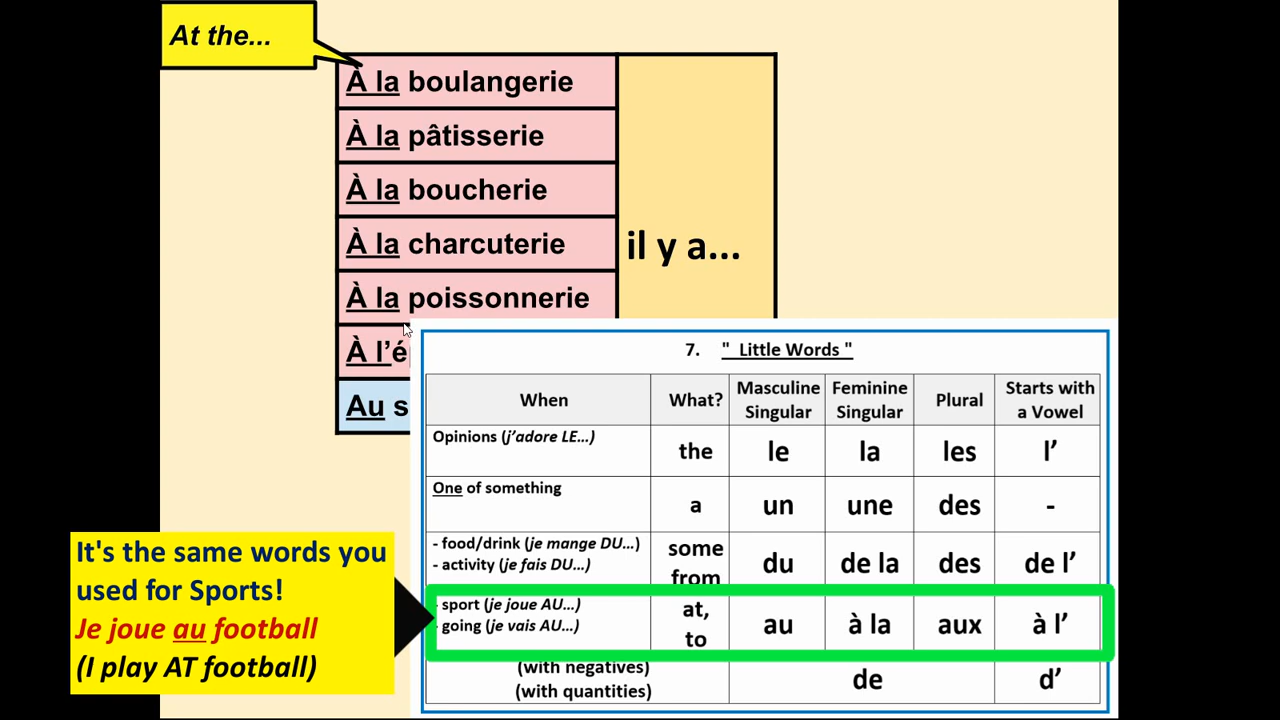 At the...
À la boulangerie
À la pâtisserie
À la boucherie
À la charcuterie
À la poissonnerie
À l’é
Au s
il y a...
7. " Little Words "
When What? Masculine Singular Feminine Singular Plural Starts with a Vowel
Opinions (j’adore LE…) the le la les l’
One of something a un une des -
- food/drink (je mange DU…)
- activity (je fais DU…)
some from du de la des de l’
- sport (je joue AU…)
- going (je vais AU…)
at, to au à la aux à l’
(with negatives)
(with quantities)
de d’
It's the same words you
used for Sports!
Je joue au football
(I play AT football)